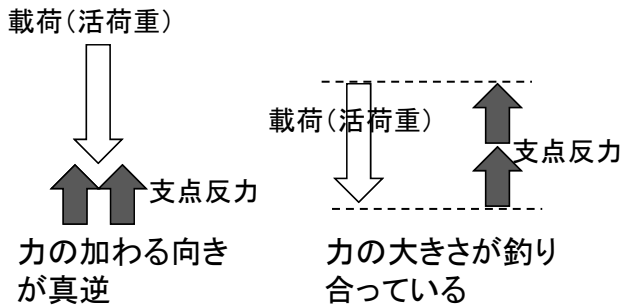 載荷(活荷重)
支点反力
力の加わる向き
が真逆
載荷(活荷重)
支点反力
力の大きさが釣り
合っている